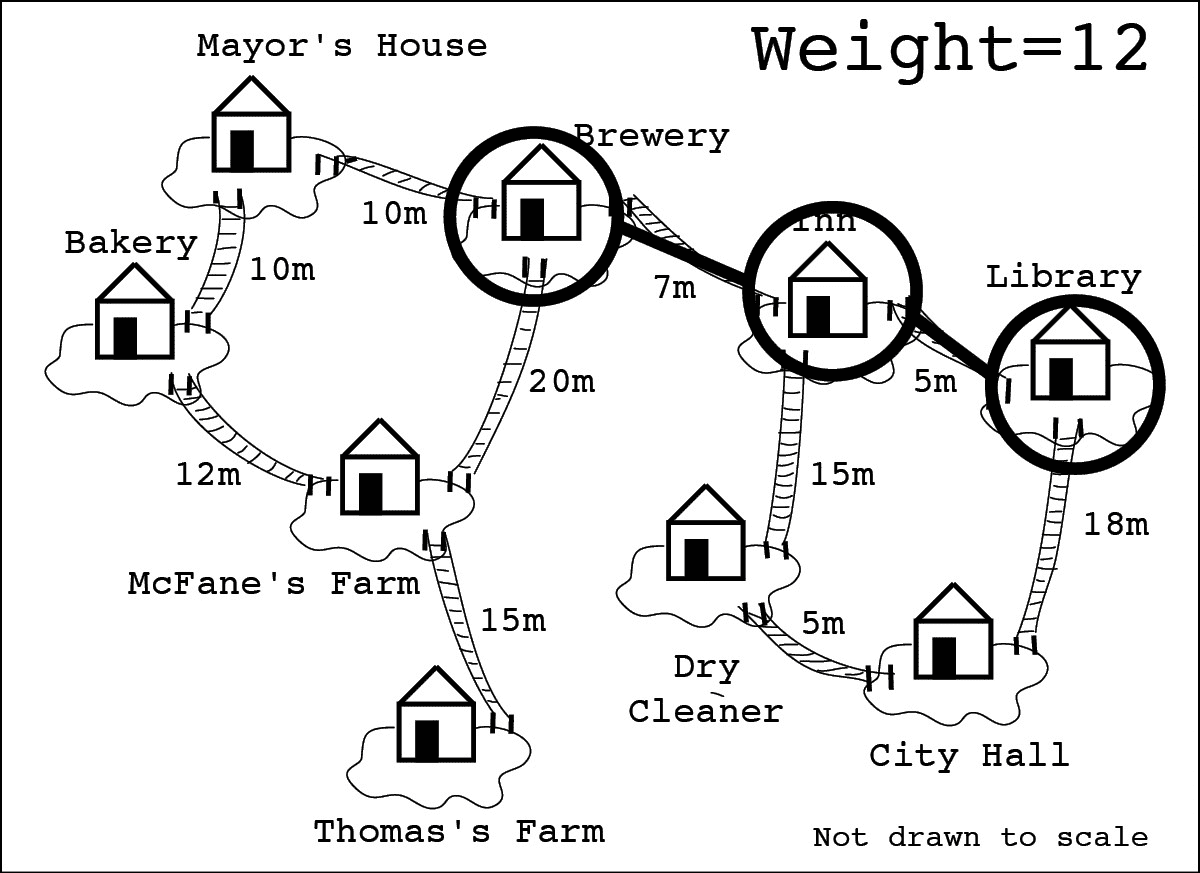 Mayor's House
Weight=12
Brewery
10m
Bakery
10m
7m
Inn
Library
20m
5m
12m
15m
18m
McFane's Farm
15m
5m
Dry
Cleaner
City Hall
Thomas's Farm
Not drawn to scale